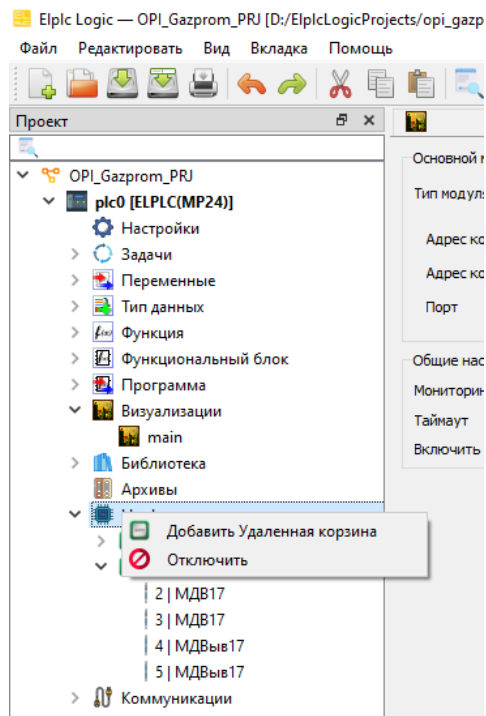 Elplc Logic — OPI_Gazprom_PRJ [D:/ElplcLogicProjects/opi_gazp
Файл Редактировать Вид Вкладка Помощь
Проект
Основной м
OPI_Gazprom_PRJ
plc0 [ELPLC(MP24)]
Тип модуля
Настройки
Адрес ко
Задачи
Адрес ко
Переменные
Порт
Тип данных
Функция
Функциональный блок
Общие нас
Программа
Мониторин
Визуализации
Таймаут
main
Включить
Библиотека
Архивы
Добавить Удаленная корзина
Отключить
2 | МДВ17
3 | МДВ17
4 | МДВыв17
5 | МДВыв17
Коммуникации